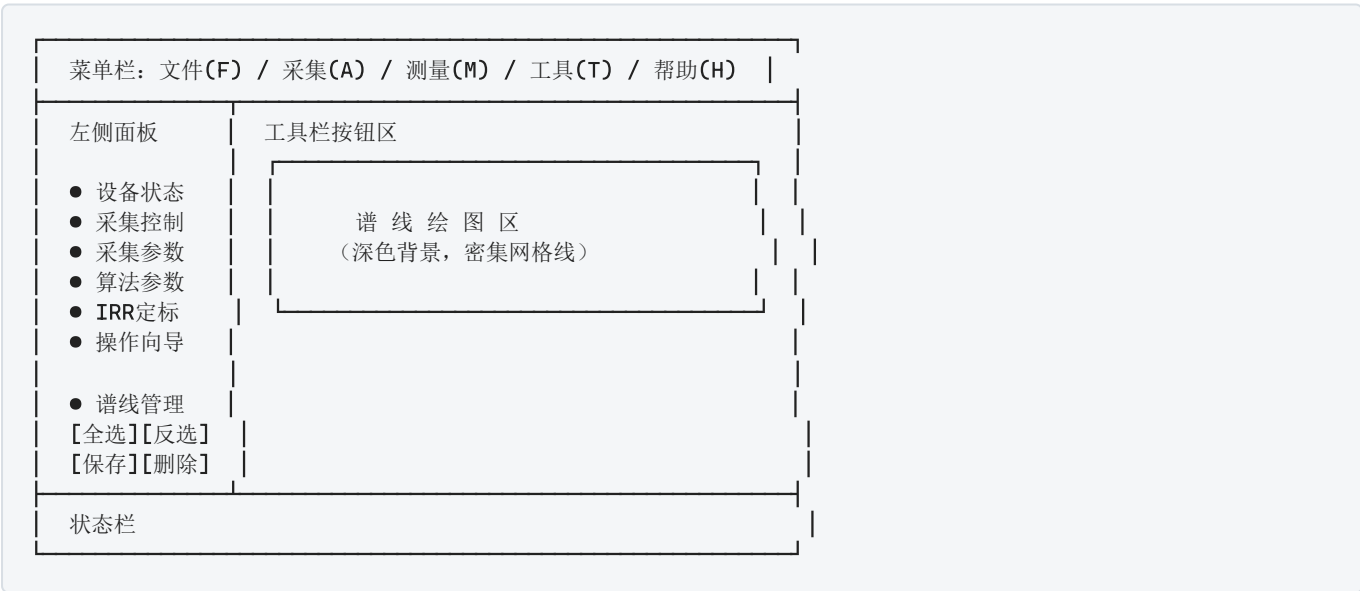 菜单栏：文件(F) / 采集(A) / 测量(M) / 工具(T) / 帮助(H)
左侧面板 工具栏按钮区
● 设备状态
● 采集控制 谱 线 绘 图 区
● 采集参数 （深色背景，密集网格线）
● 算法参数
● IRR定标
● 操作向导
● 谱线管理
[全选][反选]
[保存][删除]
状态栏